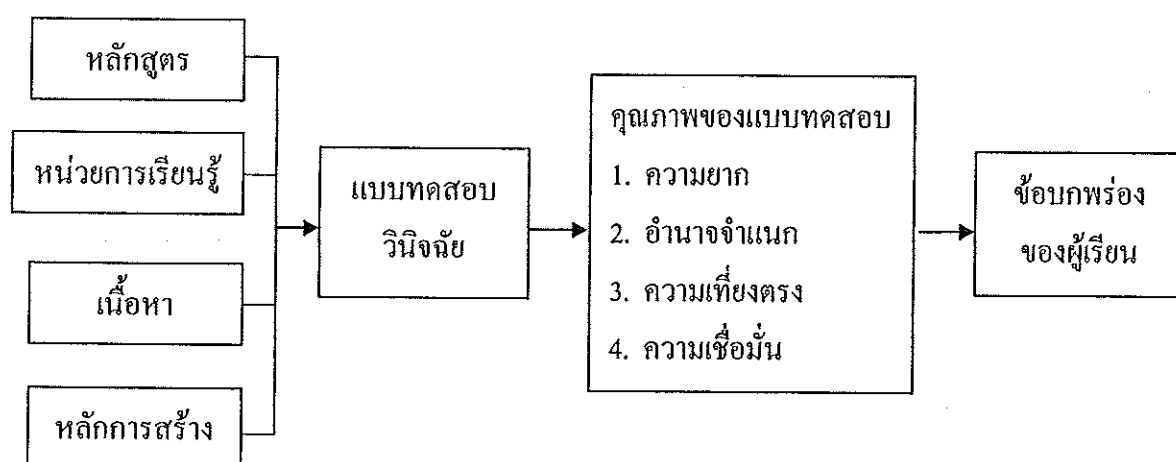 หลักสูตร
หน่วยการเรียนรู้
เนื้อหา
หลักการสร้าง
แบบทดสอบ
วินิจฉัย
คุณภาพของแบบทดสอบ
1. ความยาก
2. อำนาจจำแนก
3. ความเที่ยงตรง
4. ความเชื่อมั่น
ข้อบกพร่อง
ของผู้เรียน